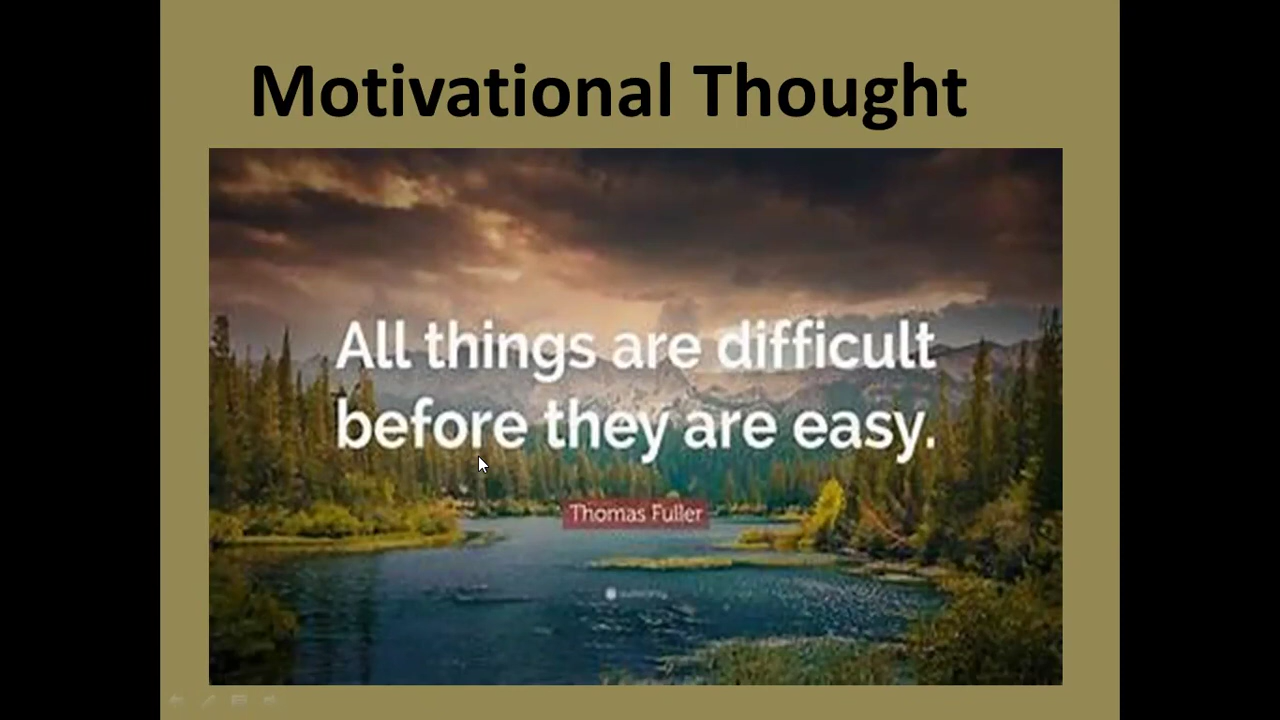 Motivational Thought
All things are difficult
before they are easy.
Thomas Fuller